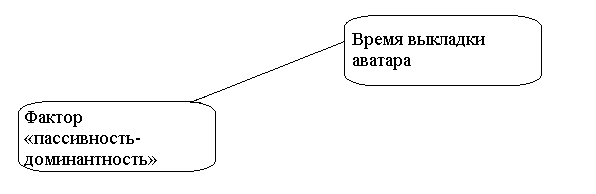 Время выкладки
аватара
Фактор
«пассивность-
доминантность»